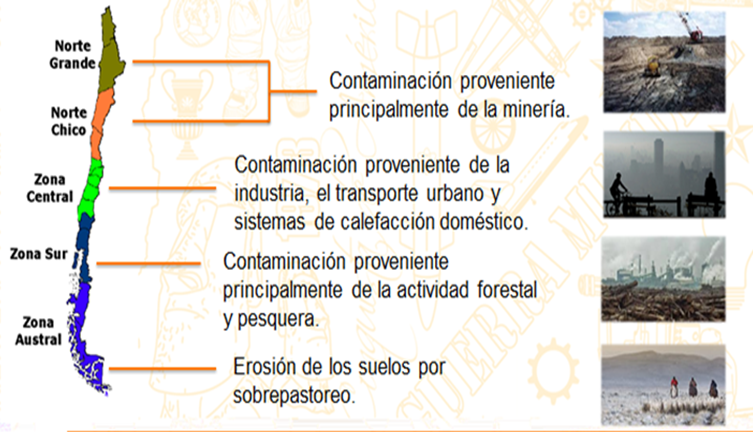 Norte
Grande
Norte
Chico
Zona
Central
Zona Sur
Zona
Austral
Contaminación proveniente
principalmente de la minería.
Contaminación proveniente de la
industria, el transporte urbano y
sistemas de calefacción doméstico.
Contaminación proveniente
principalmente de la actividad forestal
y pesquera.
Erosión de los suelos por
sobrepastoreo.